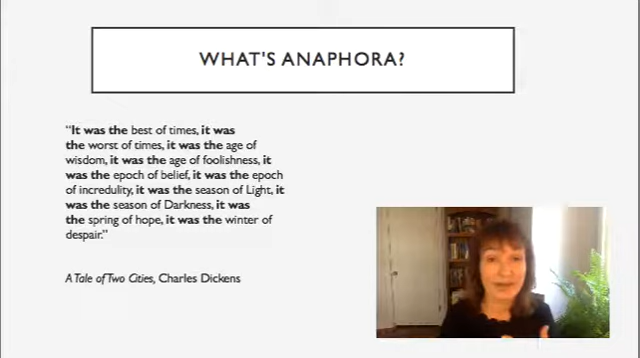 WHAT'S ANAPHORA?
"It was the best of times, it was
the worst of times, it was the age of
wisdom, it was the age of foolishness, it
was the epoch of belief, it was the epoch
of incredulity, it was the season of Light, it
was the season of Darkness, it was
the spring of hope, it was the winter of
despair."
A Tale of Two Cities, Charles Dickens